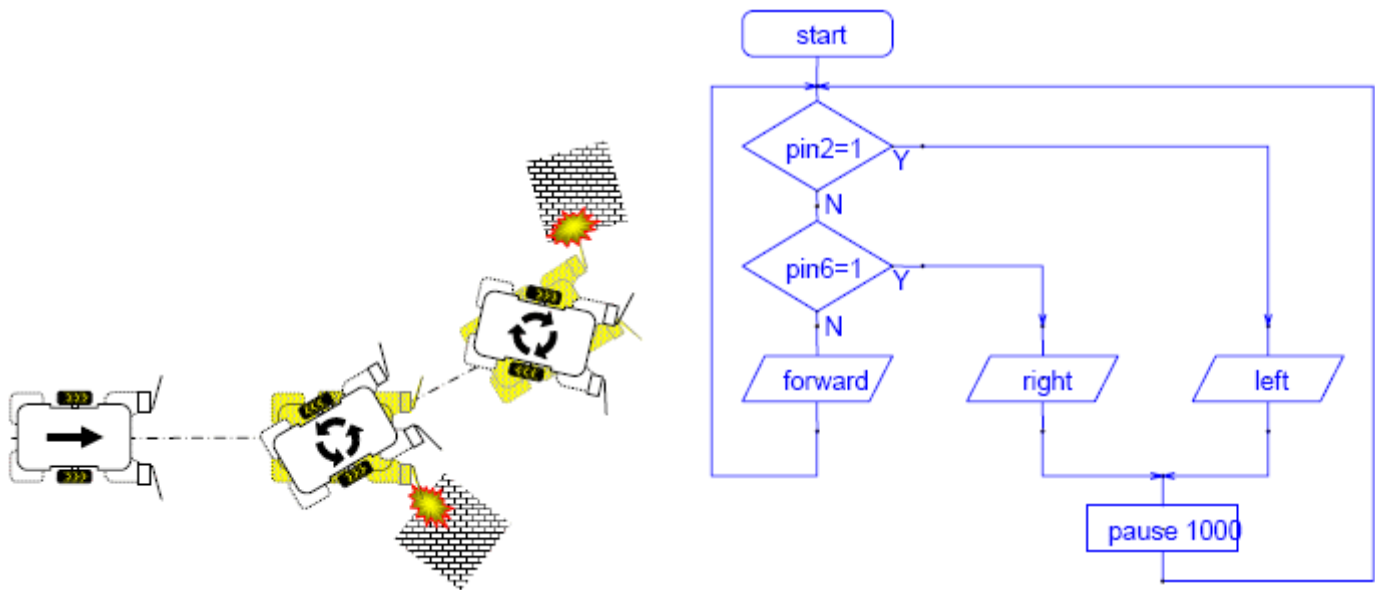 start
pin2=1
Y
N
pin6=1
Y
N
forward
right
left
pause 1000